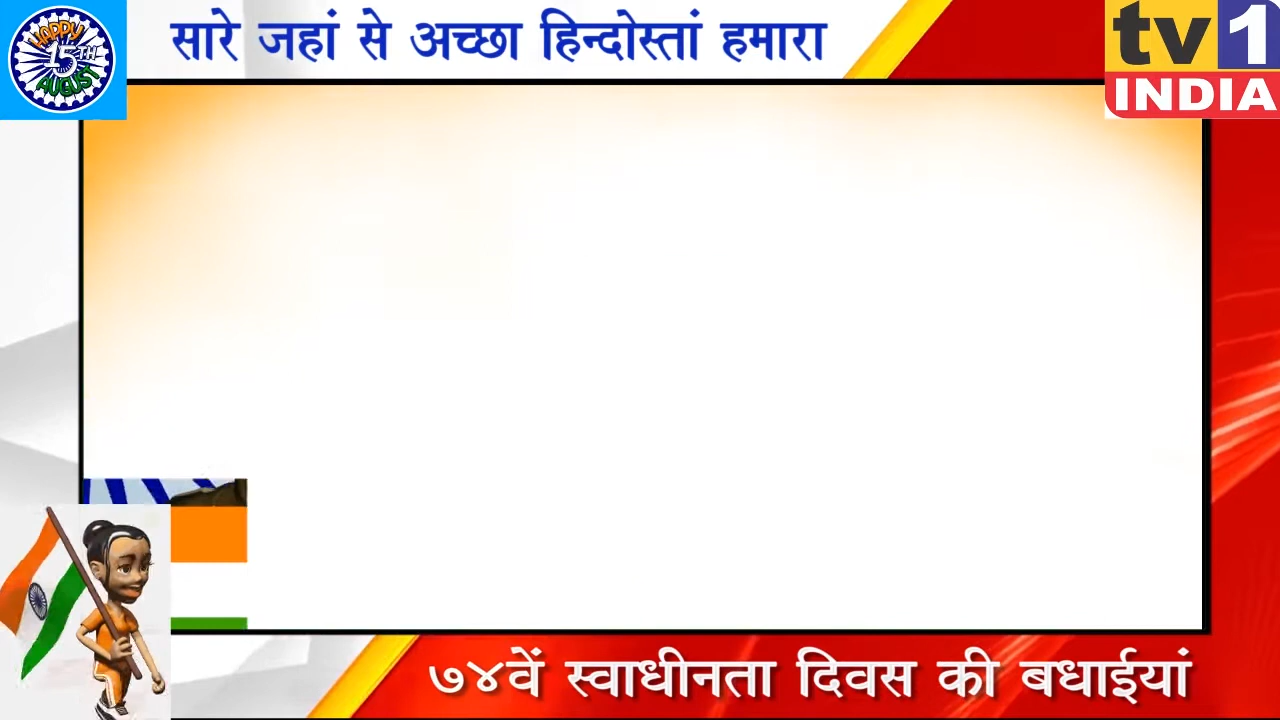 HAPPY
15TH
AUGUST
सारे जहां से अच्छा हिन्दोस्तां हमारा
tv1
INDIA
७४वें स्वाधीनता दिवस की बधाईयां